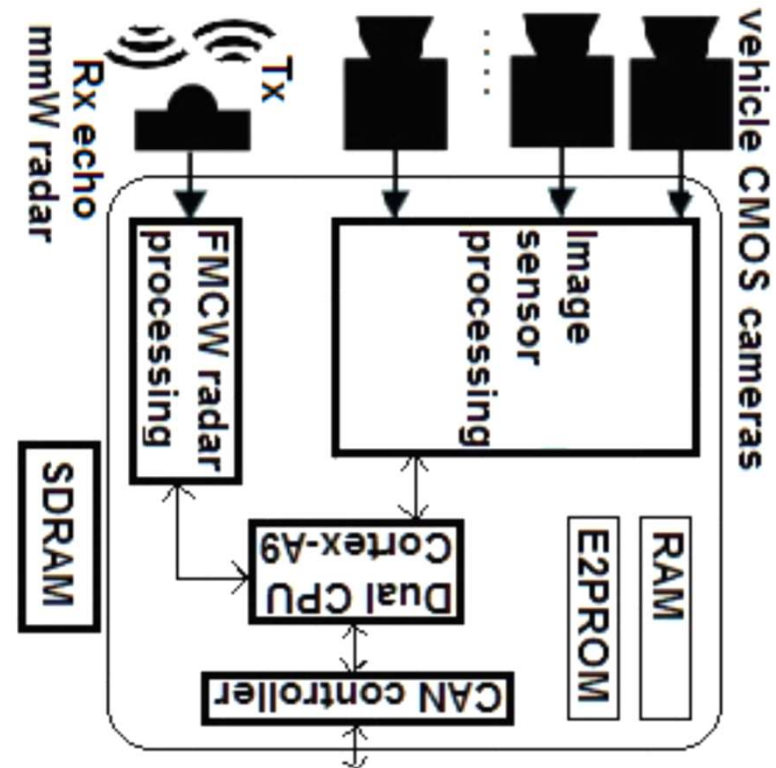 vehicle CMOS cameras
Tx
Rx echo
mmW radar
Image
sensor
processing
FMCW radar
processing
RAM
E2PROM
SDRAM
Dual CPU
Cortex-A9
CAN controller